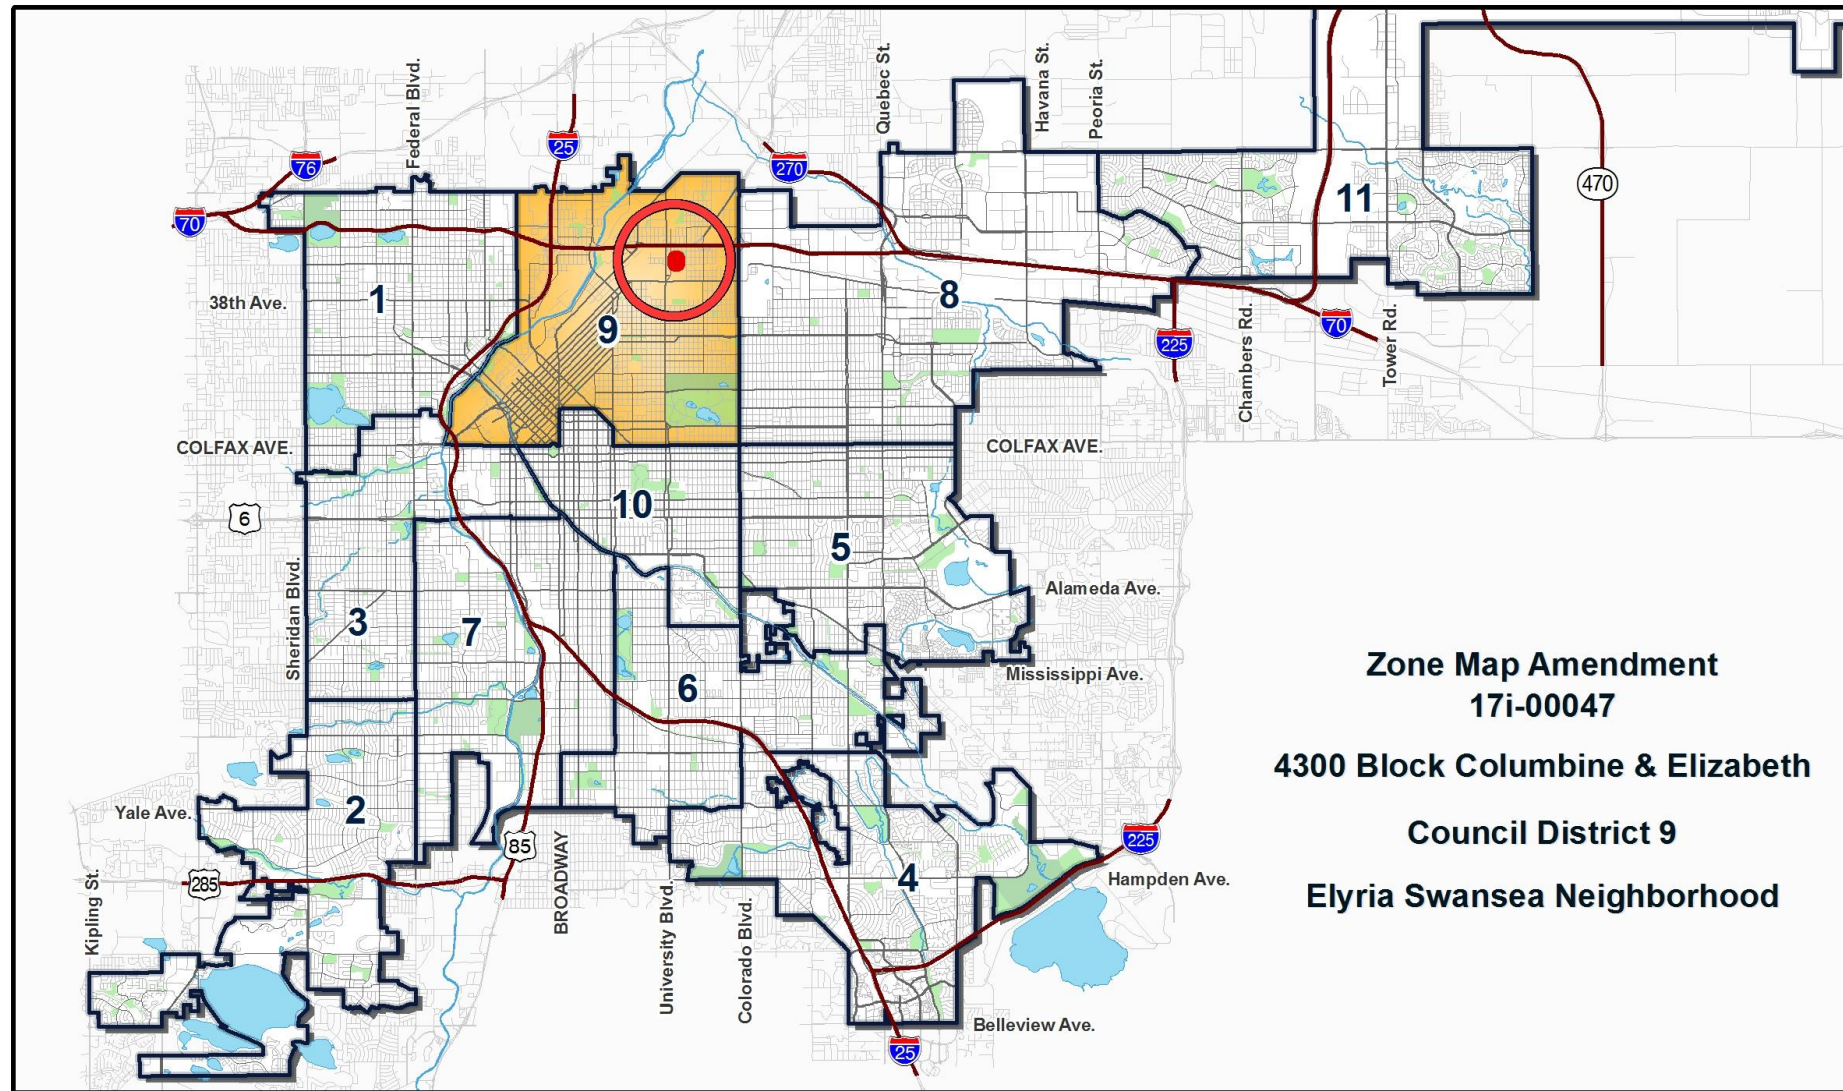 Federal Blvd.
Quebec St.
Havana St.
Peoria St.
76
25
270
70
470
11
1
38th Ave.
9
8
225
70
Chambers Rd.
Tower Rd.
COLFAX AVE.
COLFAX AVE.
6
10
5
Sheridan Blvd.
3
7
Alameda Ave.
Mississippi Ave.
6
Zone Map Amendment
17i-00047
4300 Block Columbine & Elizabeth
Council District 9
Elyria Swansea Neighborhood
Yale Ave.
2
85
BROADWAY
225
285
Kipling St.
University Blvd.
Colorado Blvd.
4
Hampden Ave.
Belleview Ave.
25